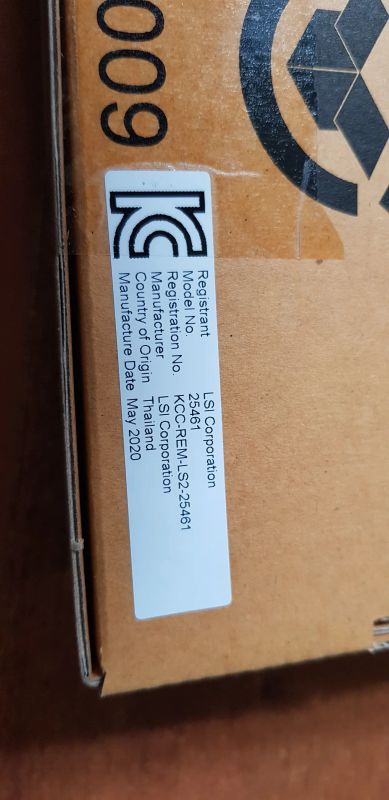 009
Registrant LSI Corporation
Model No. 25461
Registration No. KCC-REM-LS2-25461
Manufacturer LSI Corporation
Country of Origin Thailand
Manufacture Date May 2020